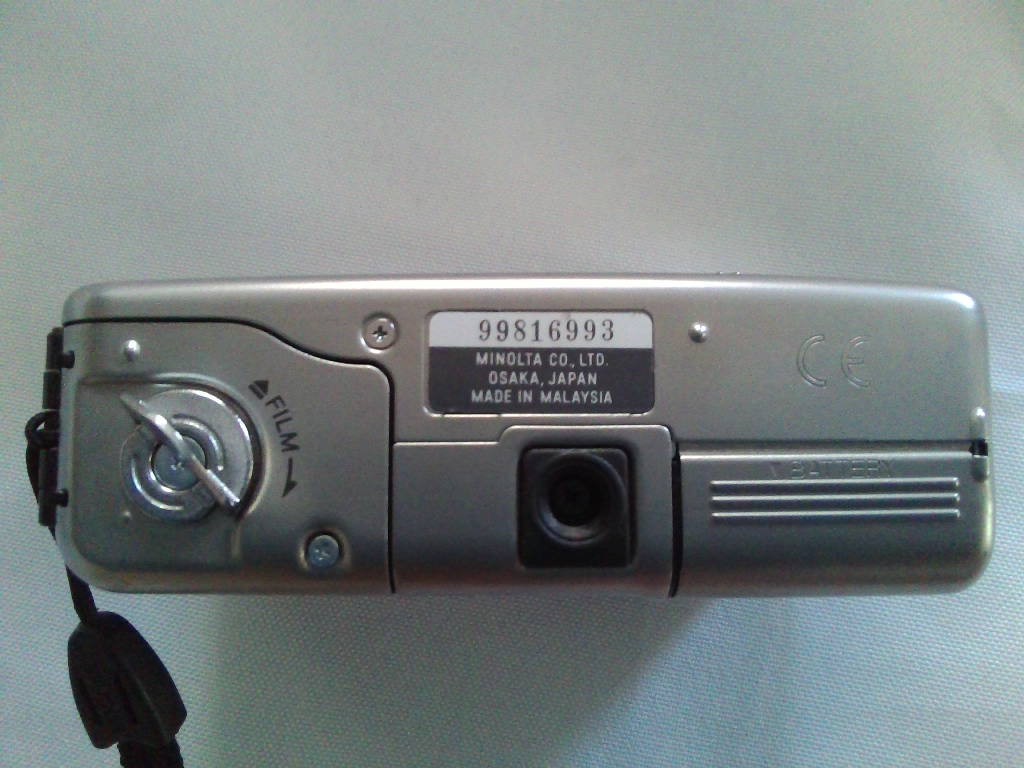 99816993
MINOLTA CO., LTD.
OSAKA, JAPAN
MADE IN MALAYSIA
CE
FILM
BATTERY